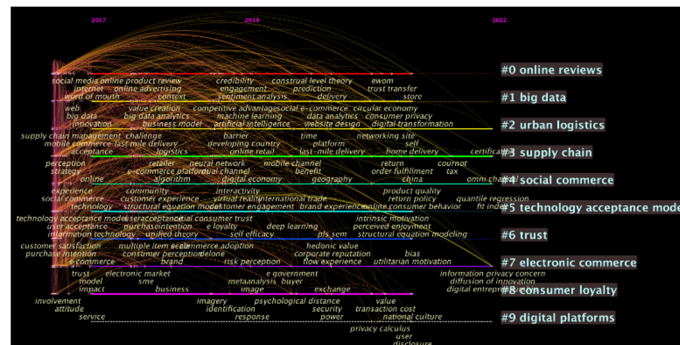 2017 2019 2022
social media online product review credibility construal level theory ewom
#0 online reviews
internet online advertising engagement prediction trust transfer
word of mouth context sentiment analysis delivery store
#1 big data
web value creation competitive advantage social e-commerce circular economy
big data big data analytics machine learning data analytics consumer privacy
innovation business model artificial intelligence website design digital transformation
#2 urban logistics
supply chain management challenge barrier time networking site
mobile commerce last-mile delivery developing country platform self
acceptance logistics online retail last-mile delivery home delivery
#3 supply chain
perception retailer neural network mobile channel return cournot
strategy e-commerce platform dual channel benefit order fulfillment tax
online algorithm digital economy geography china omni
#4 social commerce
experience community interactivity product quality
social commerce customer experience virtual reality international trade return policy quantile regression
technology structural equation model customer engagement brand experience online consumer behavior fit
#5 technology acceptance mode
technology acceptance model user acceptance social consumer trust intrinsic motivation
user acceptance purchase intention e loyalty deep learning perceived enjoyment
information technology unified theory self efficacy pls sem structural equation modeling
#6 trust
customer satisfaction multiple item scale e-commerce adoption hedonic value
purchase intention consumer perception delone corporate reputation bias
e-commerce brand risk perception flow experience utilitarian motivation
#7 electronic commerce
trust electronic market e government information privacy concern
model sme metaanalysis buyer diffusion of innovation
impact business image exchange digital
#8 consumer loyalty
involvement imagery psychological distance value
attitude identification security transaction cost
service response power national culture
#9 digital platforms
privacy calculus
user
disclosure